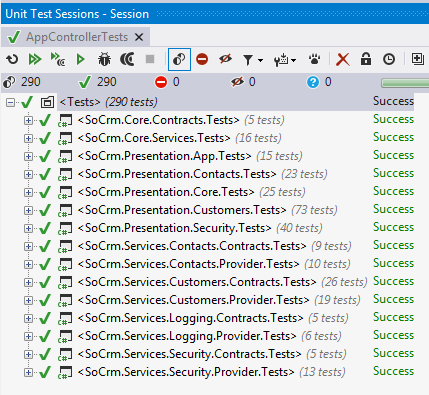 Unit Test Sessions - Session
AppControllerTests
290 290 0 0 0
<Tests> (290 tests) Success
<SoCrm.Core.Contracts.Tests> (5 tests) Success
<SoCrm.Core.Services.Tests> (16 tests) Success
<SoCrm.Presentation.App.Tests> (15 tests) Success
<SoCrm.Presentation.Contacts.Tests> (23 tests) Success
<SoCrm.Presentation.Core.Tests> (25 tests) Success
<SoCrm.Presentation.Customers.Tests> (73 tests) Success
<SoCrm.Presentation.Security.Tests> (40 tests) Success
<SoCrm.Services.Contacts.Contracts.Tests> (9 tests) Success
<SoCrm.Services.Contacts.Provider.Tests> (10 tests) Success
<SoCrm.Services.Customers.Contracts.Tests> (26 tests) Success
<SoCrm.Services.Customers.Provider.Tests> (19 tests) Success
<SoCrm.Services.Logging.Contracts.Tests> (5 tests) Success
<SoCrm.Services.Logging.Provider.Tests> (6 tests) Success
<SoCrm.Services.Security.Contracts.Tests> (5 tests) Success
<SoCrm.Services.Security.Provider.Tests> (13 tests) Success